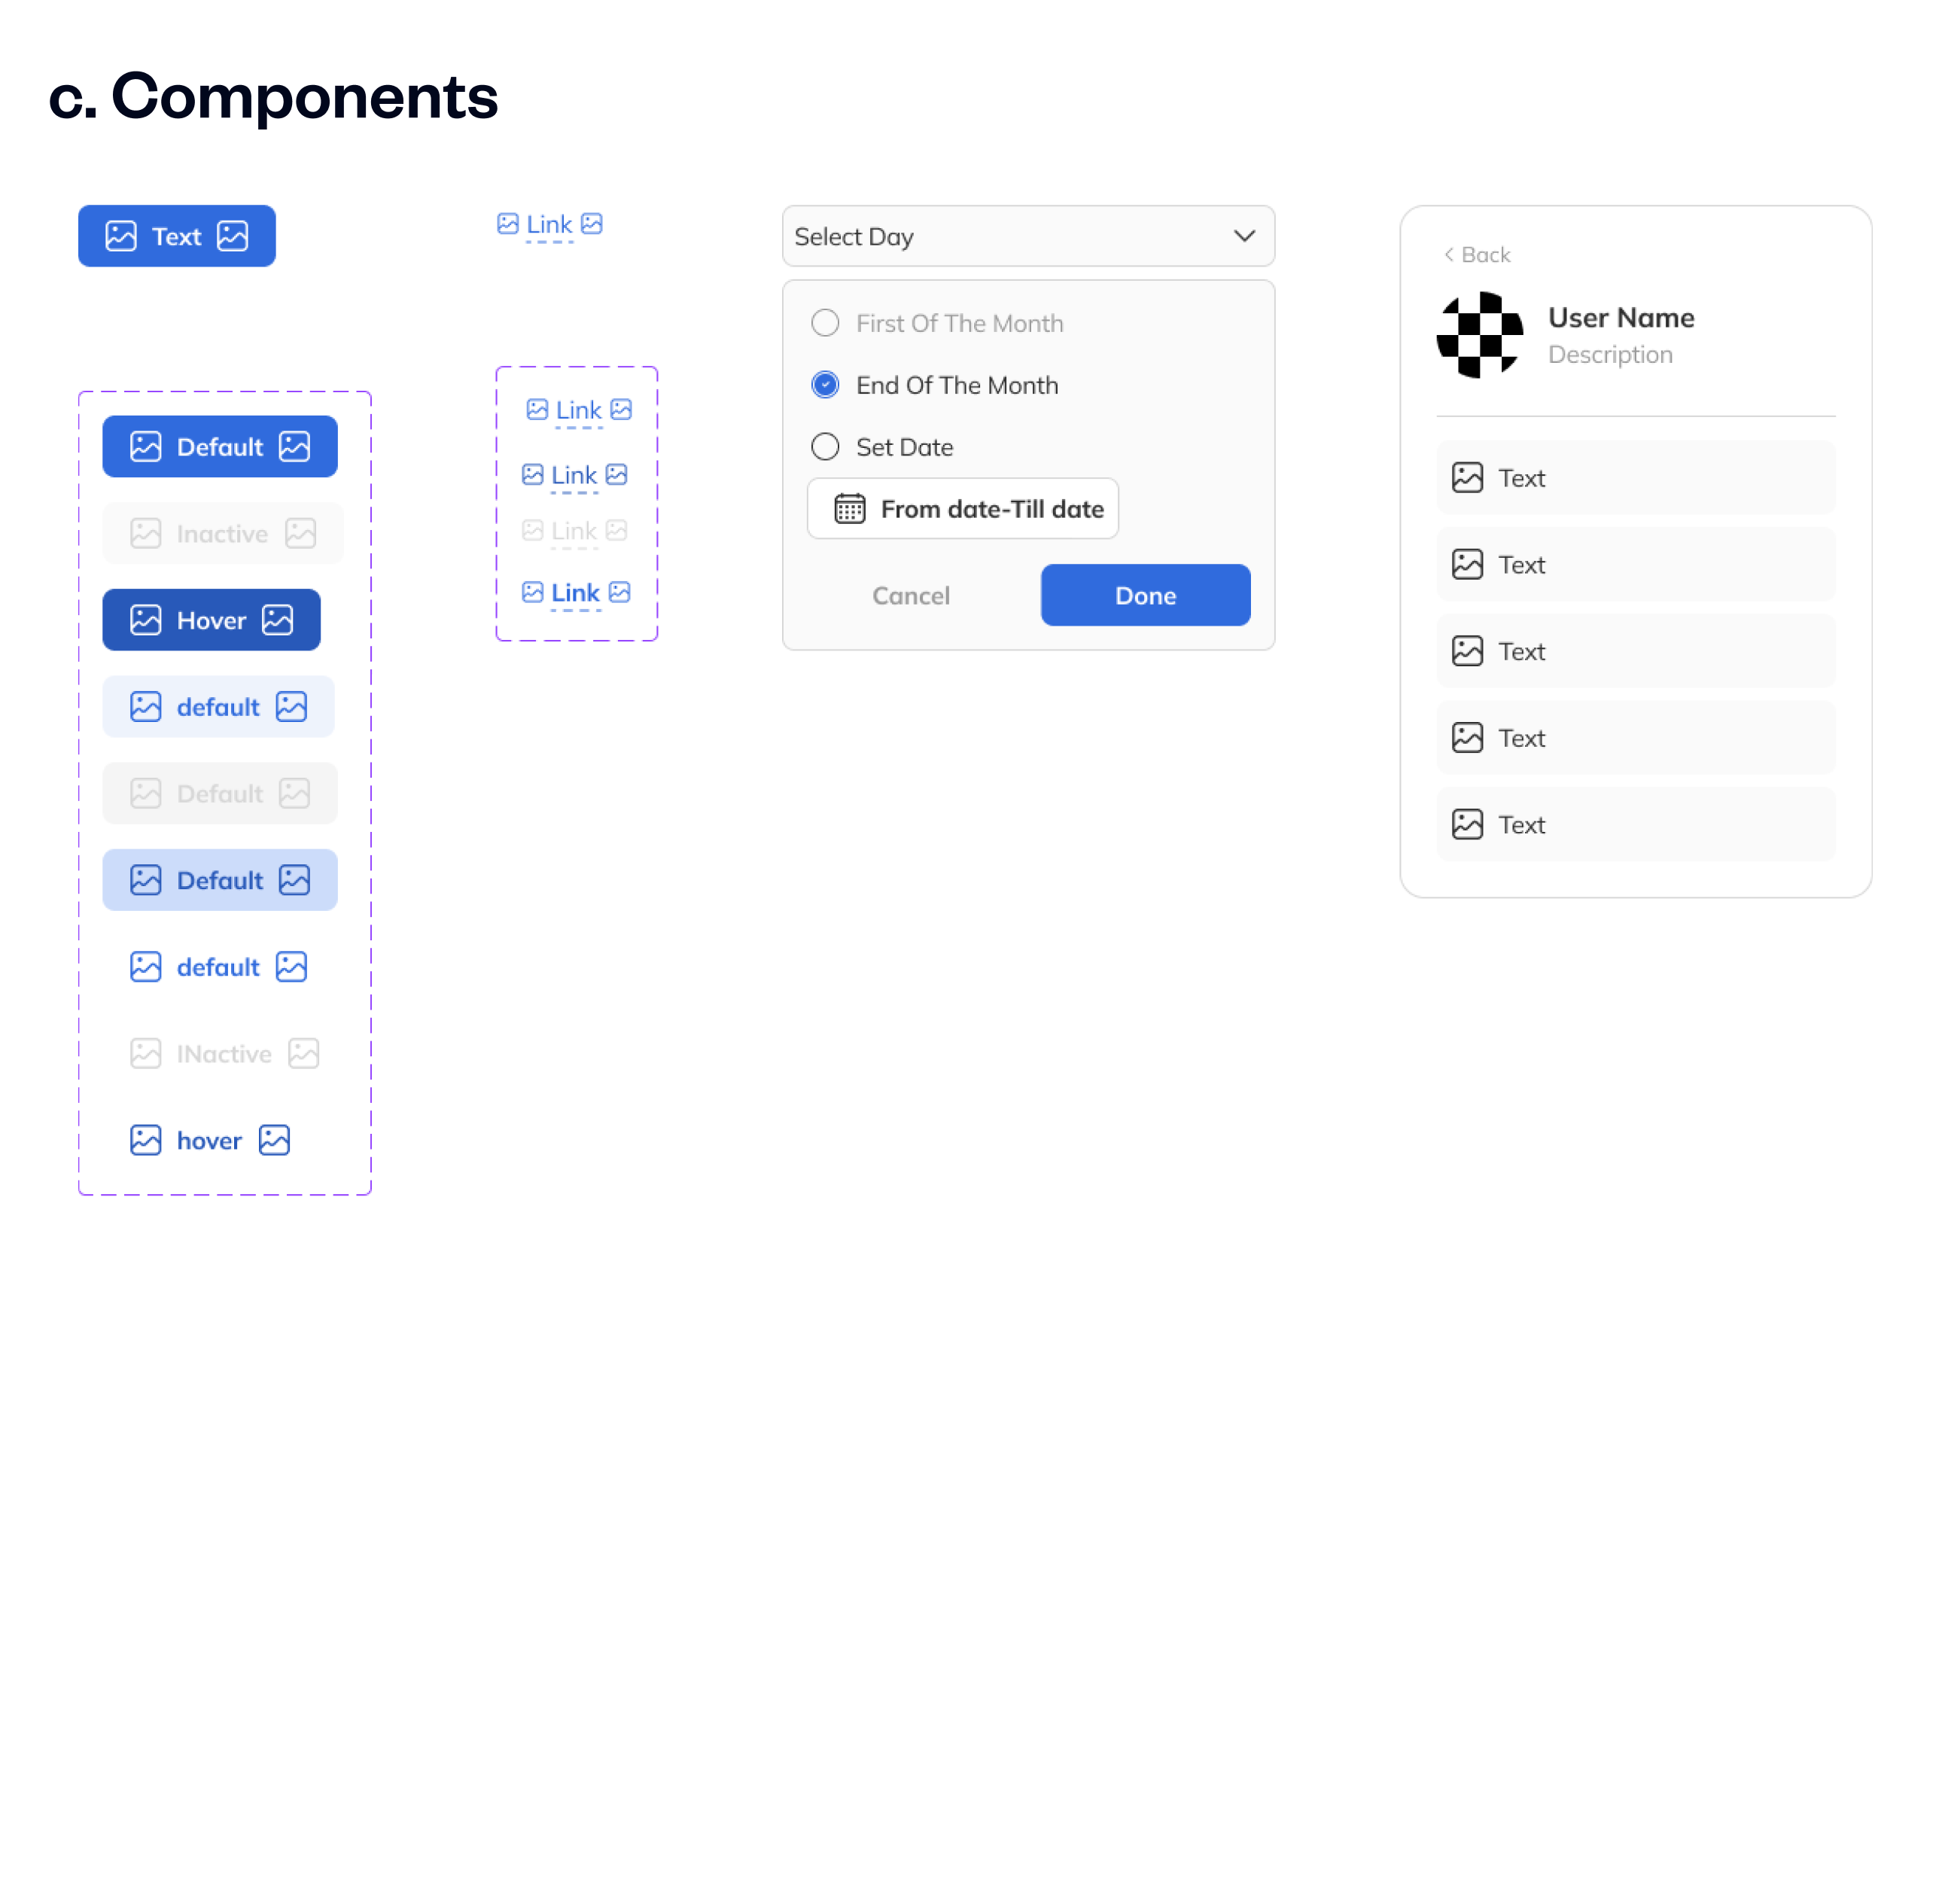 c. Components
Text
Default
Inactive
Hover
default
Default
Default
default
INactive
hover
Link
Link
Link
Link
Link
Select Day
First Of The Month
End Of The Month
Set Date
From date-Till date
Cancel
Done
Back
User Name
Description
Text
Text
Text
Text
Text